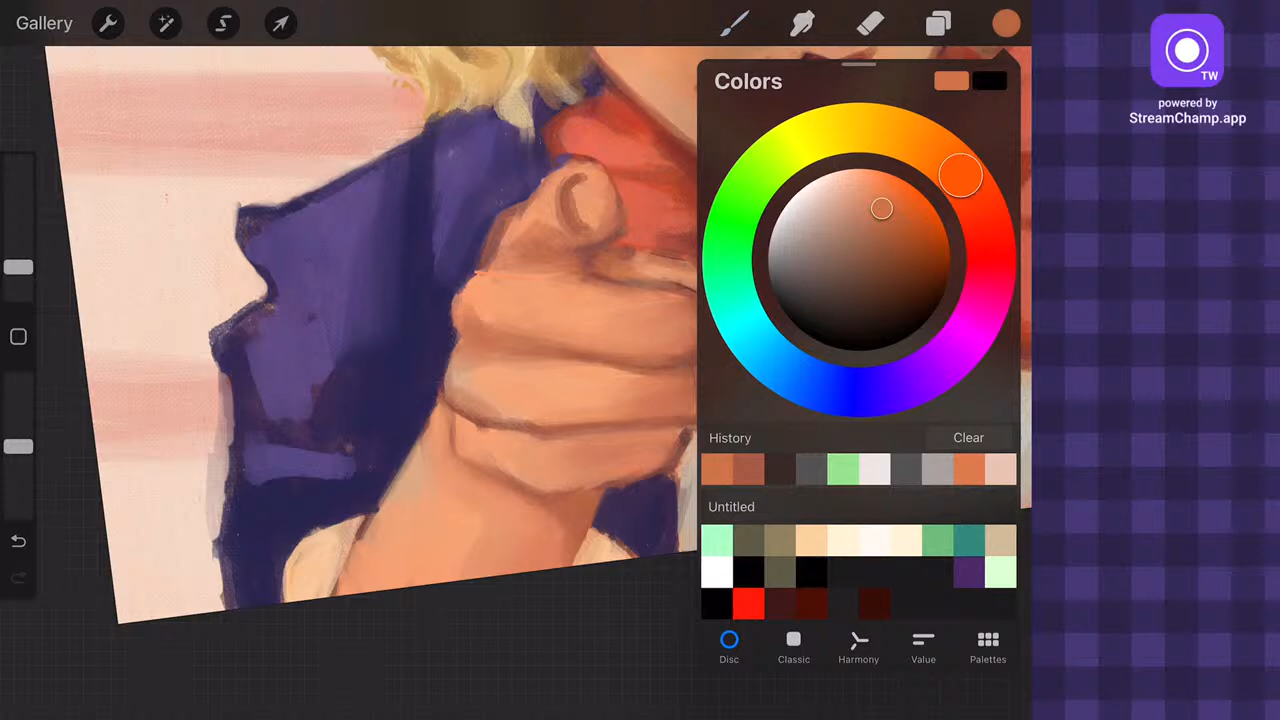 Gallery
Colors
TW
powered by
StreamChamp.app
History
Clear
Untitled
Disc
Classic
Harmony
Value
Palettes